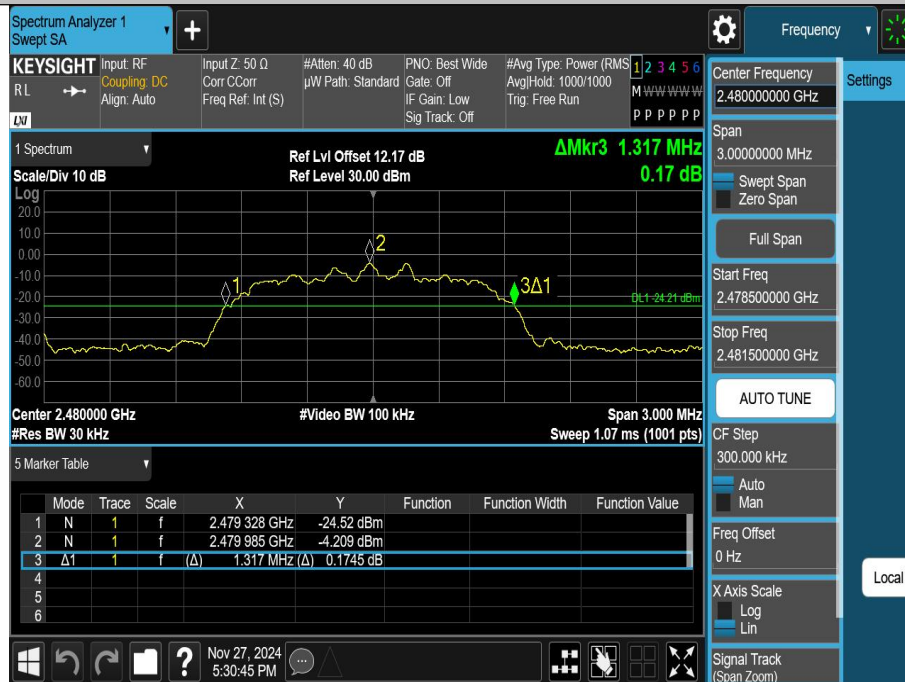 Spectrum Analyzer 1
Swept SA
Frequency
KEYSIGHT
RL
LXI
Input: RF
Coupling: DC
Align: Auto
Input Z: 50 Ω
Corr CCorr
Freq Ref: Int (S)
#Atten: 40 dB
µW Path: Standard
PNO: Best Wide
Gate: Off
IF Gain: Low
Sig Track: Off
#Avg Type: Power (RMS
Avg|Hold: 1000/1000
Trig: Free Run
1 2 3 4 5 6
M W W W W W
P P P P P P
1 Spectrum
Scale/Div 10 dB
Ref Lvl Offset 12.17 dB
Ref Level 30.00 dBm
ΔMkr3 1.317 MHz
0.17 dB
Log
20.0
10.0
0.00
-10.0
-20.0
-30.0
-40.0
-50.0
-60.0
1
2
3Δ1
DL1 -24.21 dBm
Center 2.480000 GHz
#Video BW 100 kHz
Span 3.000 MHz
#Res BW 30 kHz
Sweep 1.07 ms (1001 pts)
5 Marker Table
Mode Trace Scale X Y Function Function Width Function Value
1 N 1 f 2.479 328 GHz -24.52 dBm
2 N 1 f 2.479 985 GHz -4.209 dBm
3 Δ1 1 f (Δ) 1.317 MHz (Δ) 0.1745 dB
4
5
6
Nov 27, 2024
5:30:45 PM
?
Center Frequency
2.480000000 GHz
Settings
Span
3.00000000 MHz
Swept Span
Zero Span
Full Span
Start Freq
2.478500000 GHz
Stop Freq
2.481500000 GHz
AUTO TUNE
CF Step
300.000 kHz
Auto
Man
Freq Offset
0 Hz
X Axis Scale
Log
Lin
Signal Track
(Span Zoom)
Local